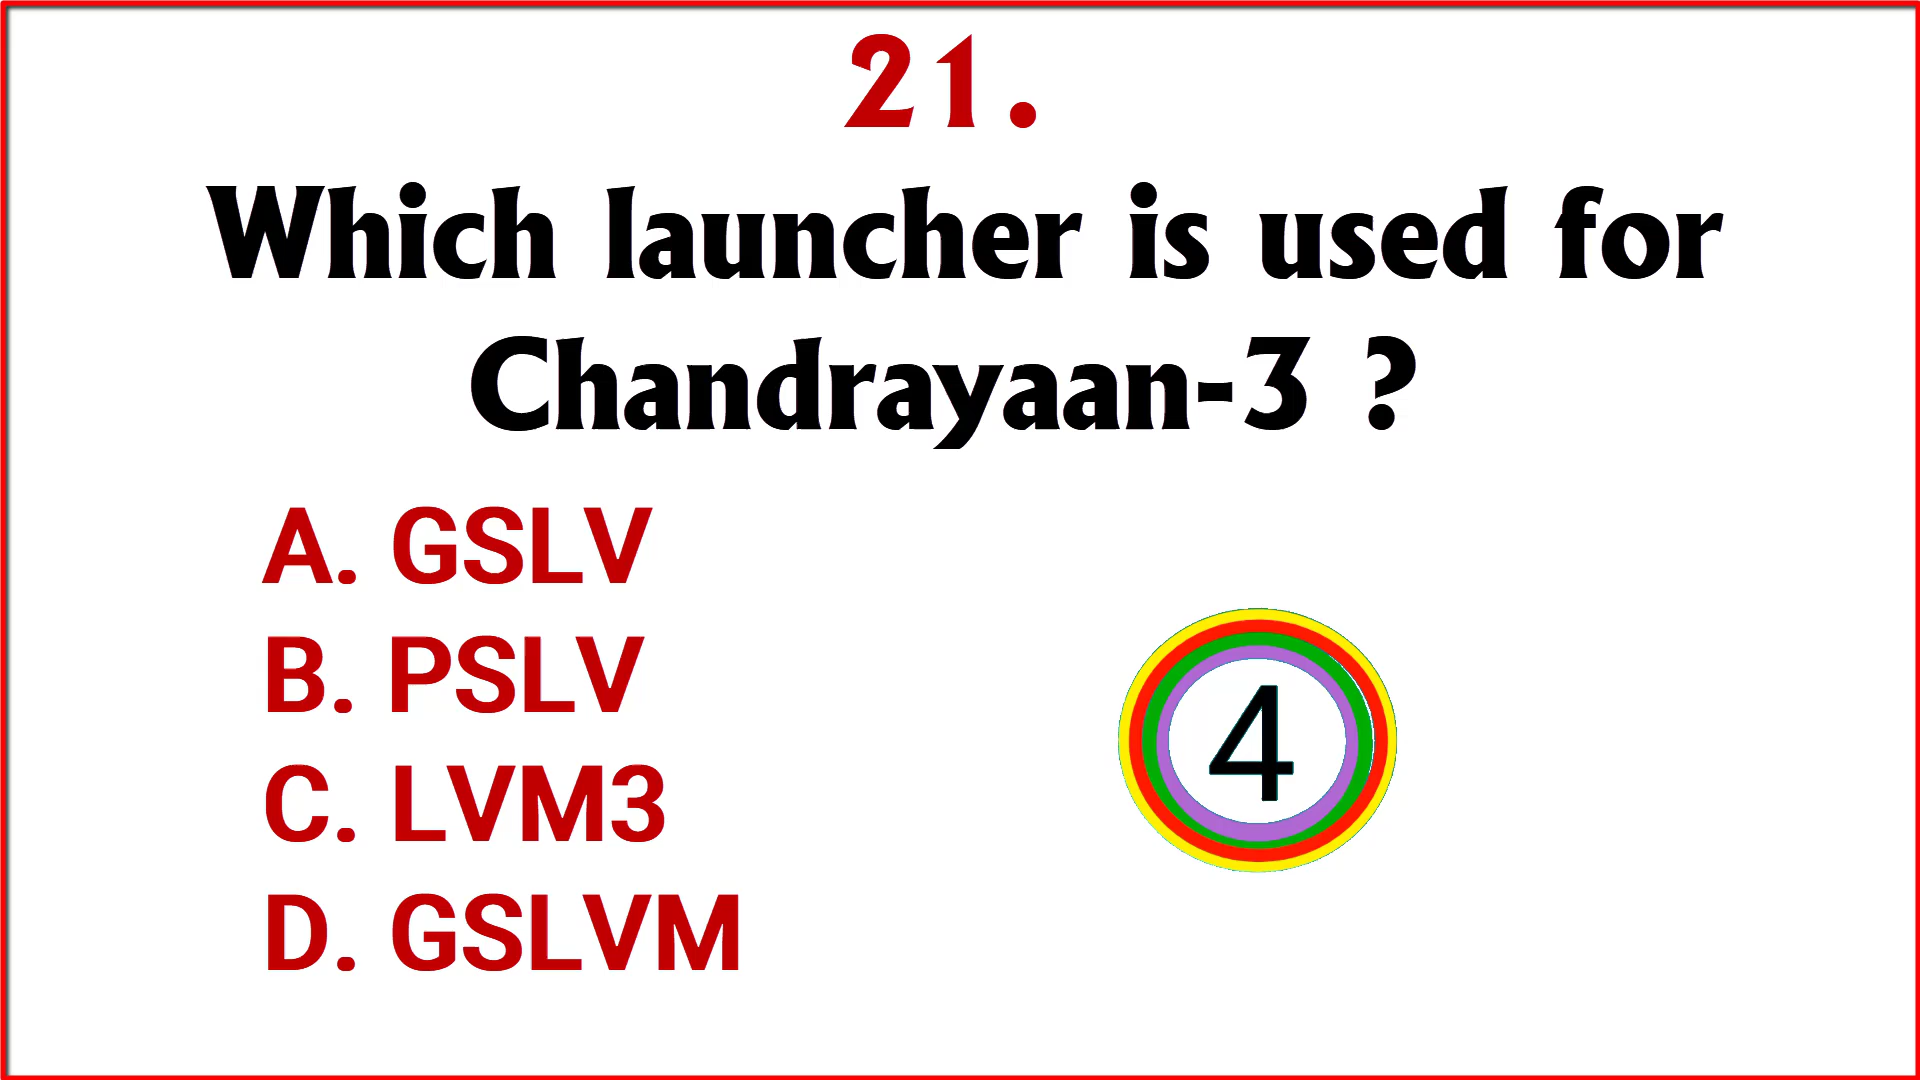 21.
Which launcher is used for
Chandrayaan-3 ?
A. GSLV
B. PSLV
C. LVM3
D. GSLVM
4